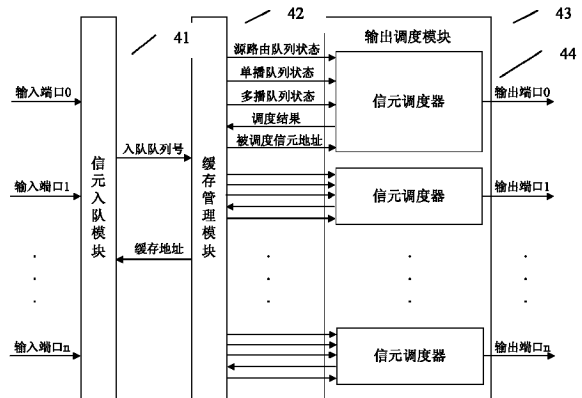 41
42
43
44
输出调度模块
源路由队列状态
单播队列状态
多播队列状态
调度结果
被调度信元地址
信元调度器
输入端口0
输出端口0
入队队列号
信元入队模块
缓存管理模块
输入端口1
信元调度器
输出端口1
缓存地址
输入端口n
信元调度器
输出端口n